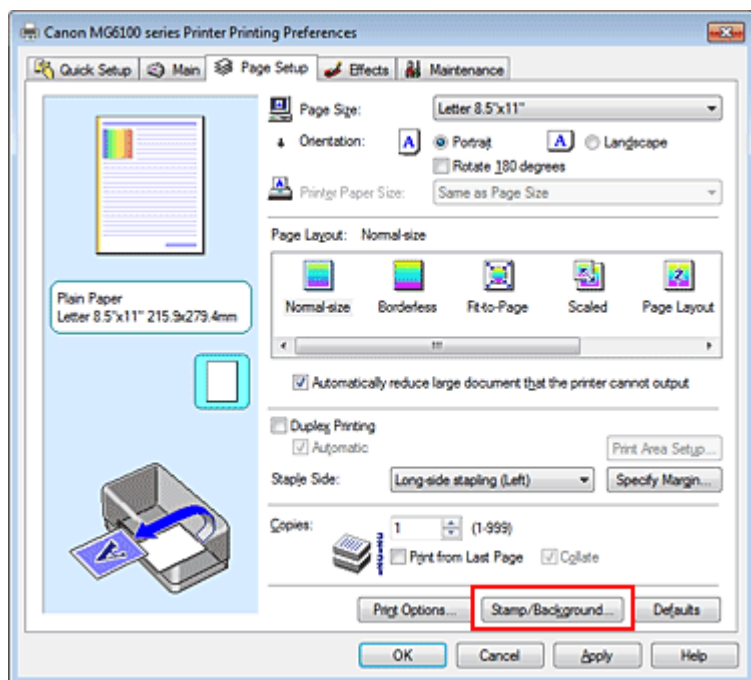 Canon MG6100 series Printer Printing Preferences
Quick Setup Main Page Setup Effects Maintenance
Page Size: Letter 8.5"x11"
Orientation: A Portrait A Landscape
Rotate 180 degrees
Printer Paper Size: Same as Page Size
Page Layout: Normal-size
Normal-size Borderless Fit-to-Page Scaled Page Layout
Plain Paper
Letter 8.5"x11" 215.9x279.4mm
Automatically reduce large document that the printer cannot output
Duplex Printing
Automatic Print Area Setup...
Staple Side: Long-side stapling (Left) Specify Margin...
Copies: 1 (1-999)
Print from Last Page Collate
Print Options... Stamp/Background... Defaults
OK Cancel Apply Help